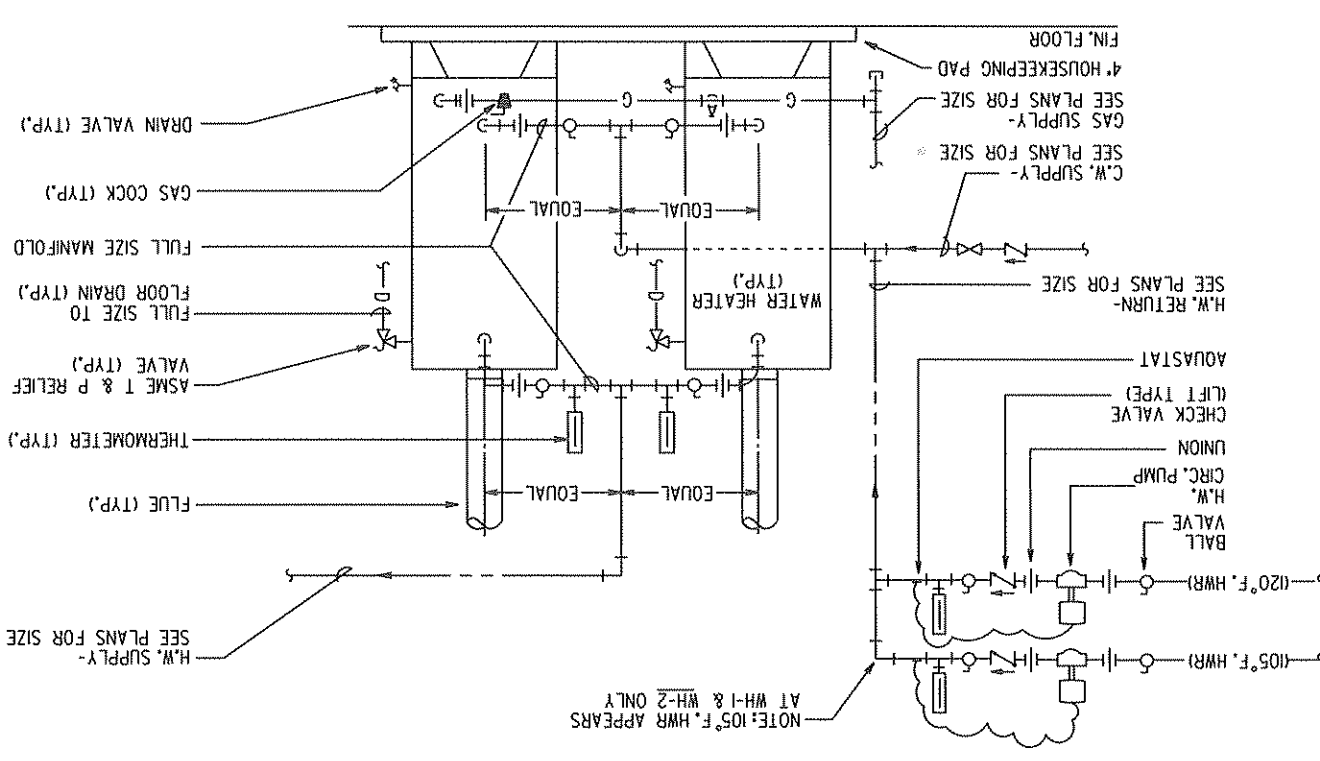 NOTE: 105°F. HWR APPEARS
AT WH-1 & WH-2 ONLY
(105°F. HWR)
(120°F. HWR)
BALL
VALVE
H.W.
CIRC. PUMP
UNION
CHECK VALVE
(LIFT TYPE)
AQUASTAT
H.W. RETURN-
SEE PLANS FOR SIZE
C.W. SUPPLY-
SEE PLANS FOR SIZE
GAS SUPPLY-
SEE PLANS FOR SIZE
4' HOUSEKEEPING PAD
FIN. FLOOR
EQUAL
EQUAL
WATER HEATER
(TYP.)
D
D
EQUAL
EQUAL
G
G
H.W. SUPPLY-
SEE PLANS FOR SIZE
FLUE (TYP.)
THERMOMETER (TYP.)
ASME T & P RELIEF
VALVE (TYP.)
FULL SIZE TO
FLOOR DRAIN (TYP.)
FULL SIZE MANIFOLD
GAS COCK (TYP.)
DRAIN VALVE (TYP.)